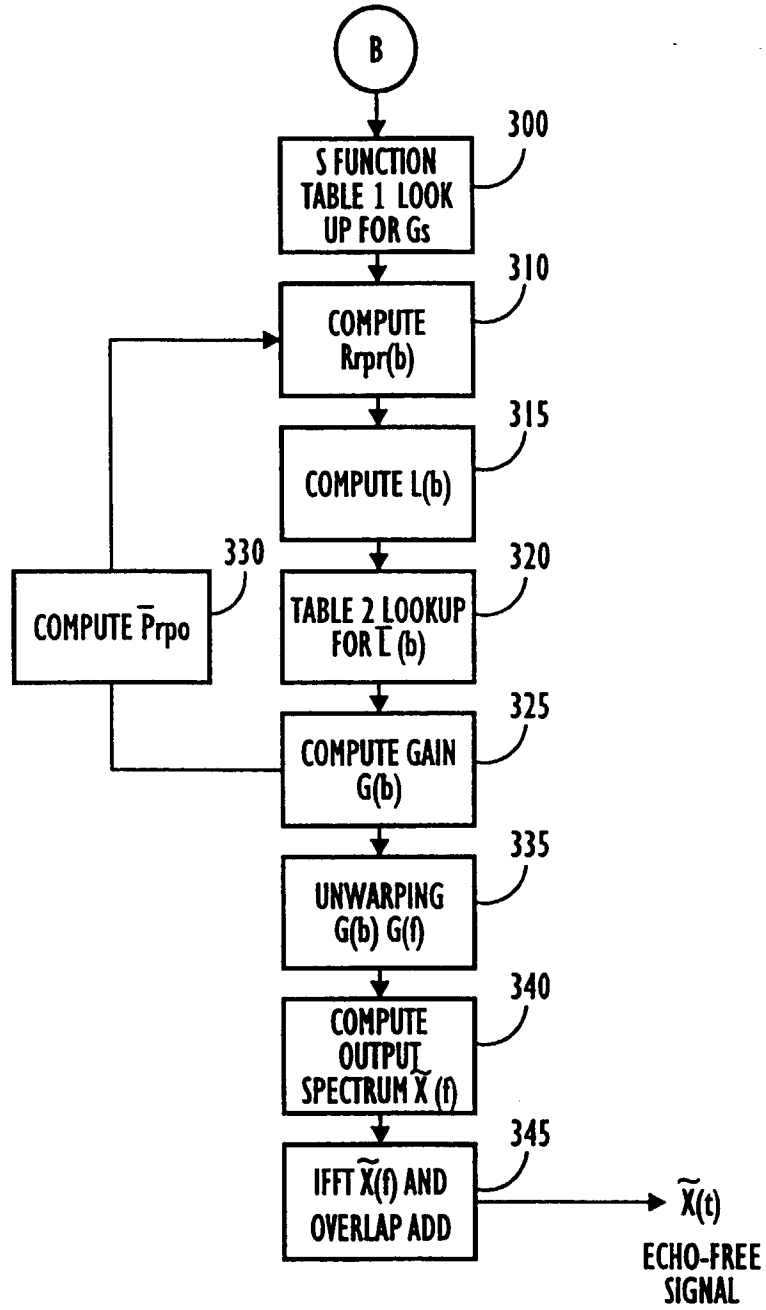 B
300
S FUNCTION
TABLE 1 LOOK
UP FOR Gs
310
COMPUTE
Rrpr(b)
315
COMPUTE L(b)
330
COMPUTE P̅rpo
320
TABLE 2 LOOKUP
FOR L̅ (b)
325
COMPUTE GAIN
G(b)
335
UNWARPING
G(b) G(f)
340
COMPUTE
OUTPUT
SPECTRUM X̃ (f)
345
IFFT X̃(f) AND
OVERLAP ADD
X̃(t)
ECHO-FREE
SIGNAL